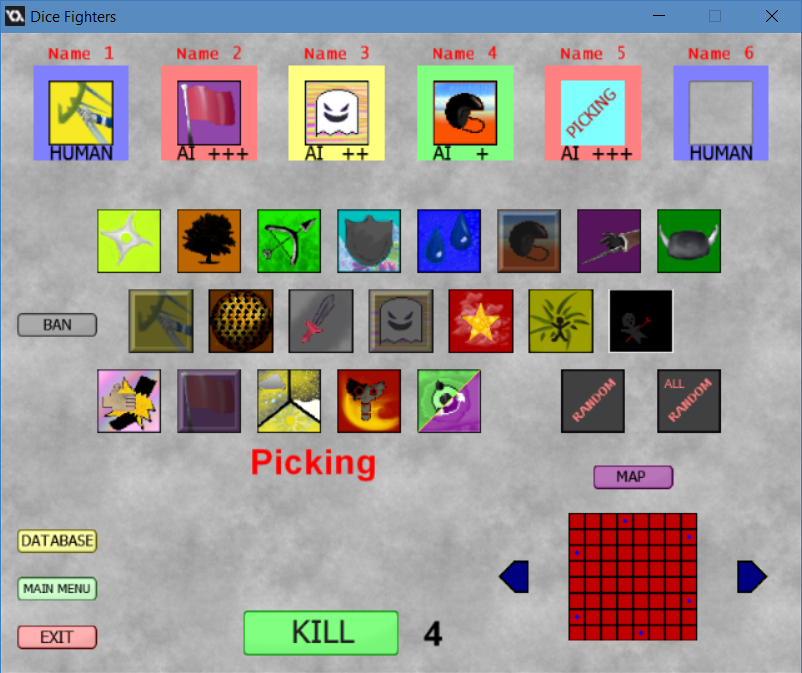 Dice Fighters
Name 1 Name 2 Name 3 Name 4 Name 5 Name 6
PICKING
HUMAN AI +++ AI ++ AI + AI +++ HUMAN
BAN
RANDOM
ALL RANDOM
Picking
MAP
DATABASE
MAIN MENU
EXIT
KILL 4